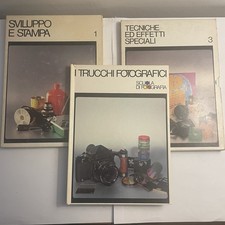 SVILUPPO
E STAMPA
1
TECNICHE
ED EFFETTI
SPECIALI
3
I TRUCCHI FOTOGRAFICI
SCUOLA
DI FOTOGRAFIA